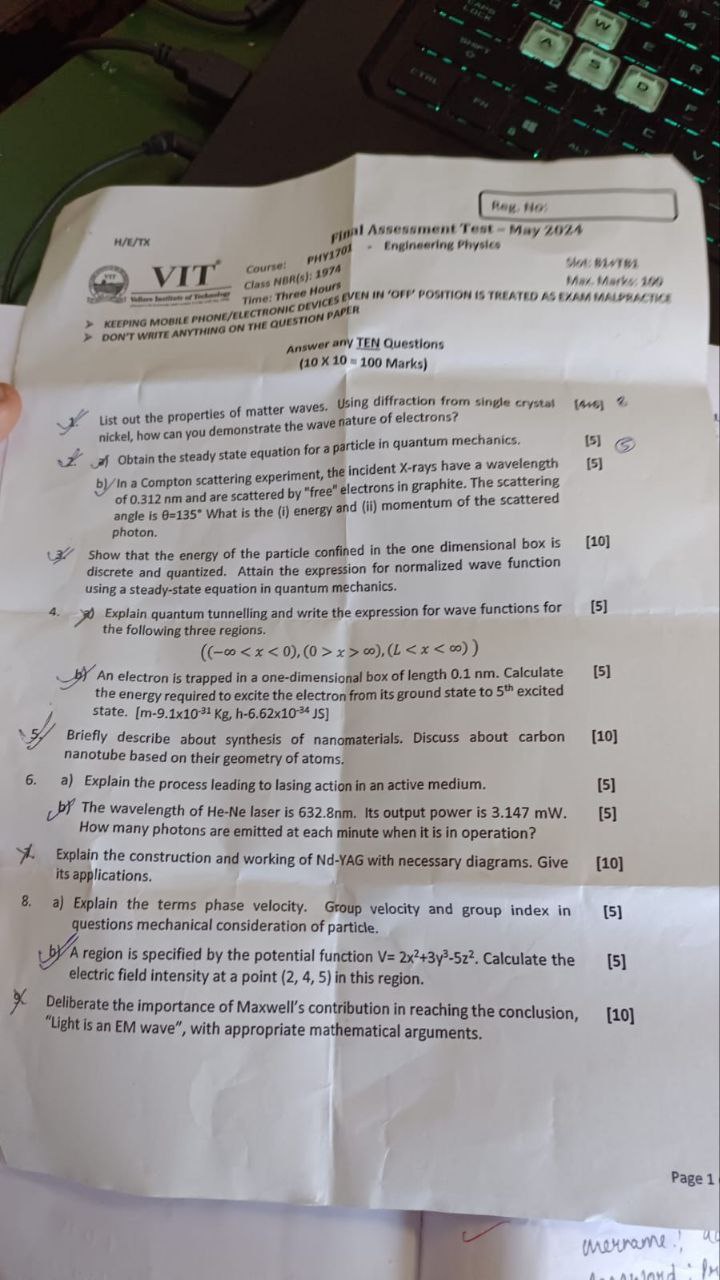 CAPS
LOCK
W
E
R
A
S
D
F
SHIFT
CTRL
FN
Z
X
C
V
ALT
Reg. No:
H/E/TX
Final Assessment Test – May 2024
VIT
Vellore Institute of Technology
Course: PHY1701 - Engineering Physics
Class NBR(s): 1974
Slot: B1+TB1
Time: Three Hours
Max. Marks: 100
➢ KEEPING MOBILE PHONE/ELECTRONIC DEVICES EVEN IN 'OFF' POSITION IS TREATED AS EXAM MALPRACTICE
➢ DON'T WRITE ANYTHING ON THE QUESTION PAPER
Answer any TEN Questions
(10 X 10 = 100 Marks)
1. List out the properties of matter waves. Using diffraction from single crystal [4+6]
nickel, how can you demonstrate the wave nature of electrons?
2. a) Obtain the steady state equation for a particle in quantum mechanics. [5] 5
b) In a Compton scattering experiment, the incident X-rays have a wavelength [5]
of 0.312 nm and are scattered by "free" electrons in graphite. The scattering
angle is θ=135° What is the (i) energy and (ii) momentum of the scattered
photon.
3. Show that the energy of the particle confined in the one dimensional box is [10]
discrete and quantized. Attain the expression for normalized wave function
using a steady-state equation in quantum mechanics.
4. a) Explain quantum tunnelling and write the expression for wave functions for [5]
the following three regions.
((−∞ < x < 0), (0 > x > ∞), (L < x < ∞) )
b) An electron is trapped in a one-dimensional box of length 0.1 nm. Calculate [5]
the energy required to excite the electron from its ground state to 5th excited
state. [m-9.1x10-31 Kg, h-6.62x10-34 JS]
5. Briefly describe about synthesis of nanomaterials. Discuss about carbon [10]
nanotube based on their geometry of atoms.
6. a) Explain the process leading to lasing action in an active medium. [5]
b) The wavelength of He-Ne laser is 632.8nm. Its output power is 3.147 mW. [5]
How many photons are emitted at each minute when it is in operation?
7. Explain the construction and working of Nd-YAG with necessary diagrams. Give [10]
its applications.
8. a) Explain the terms phase velocity. Group velocity and group index in [5]
questions mechanical consideration of particle.
b) A region is specified by the potential function V= 2x²+3y³-5z². Calculate the [5]
electric field intensity at a point (2, 4, 5) in this region.
9. Deliberate the importance of Maxwell's contribution in reaching the conclusion, [10]
"Light is an EM wave", with appropriate mathematical arguments.
Page 1
username